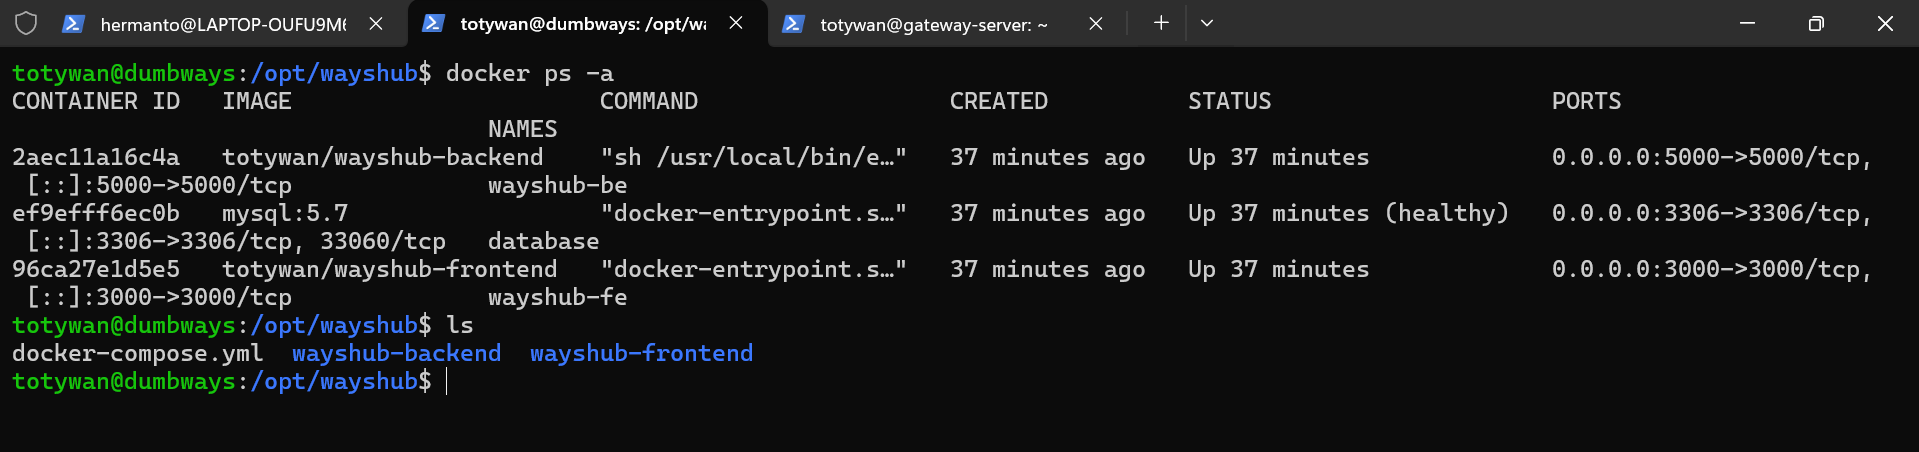 hermanto@LAPTOP-OUFU9M6
totywan@dumbways: /opt/wa
totywan@gateway-server: ~
totywan@dumbways:/opt/wayshub$ docker ps -a
CONTAINER ID   IMAGE                      COMMAND                  CREATED          STATUS                    PORTS
                                  NAMES
2aec11a16c4a   totywan/wayshub-backend    "sh /usr/local/bin/e…"   37 minutes ago   Up 37 minutes             0.0.0.0:5000->5000/tcp,
 [::]:5000->5000/tcp              wayshub-be
ef9efff6ec0b   mysql:5.7                  "docker-entrypoint.s…"   37 minutes ago   Up 37 minutes (healthy)   0.0.0.0:3306->3306/tcp,
 [::]:3306->3306/tcp, 33060/tcp   database
96ca27e1d5e5   totywan/wayshub-frontend   "docker-entrypoint.s…"   37 minutes ago   Up 37 minutes             0.0.0.0:3000->3000/tcp,
 [::]:3000->3000/tcp              wayshub-fe
totywan@dumbways:/opt/wayshub$ ls
docker-compose.yml  wayshub-backend  wayshub-frontend
totywan@dumbways:/opt/wayshub$